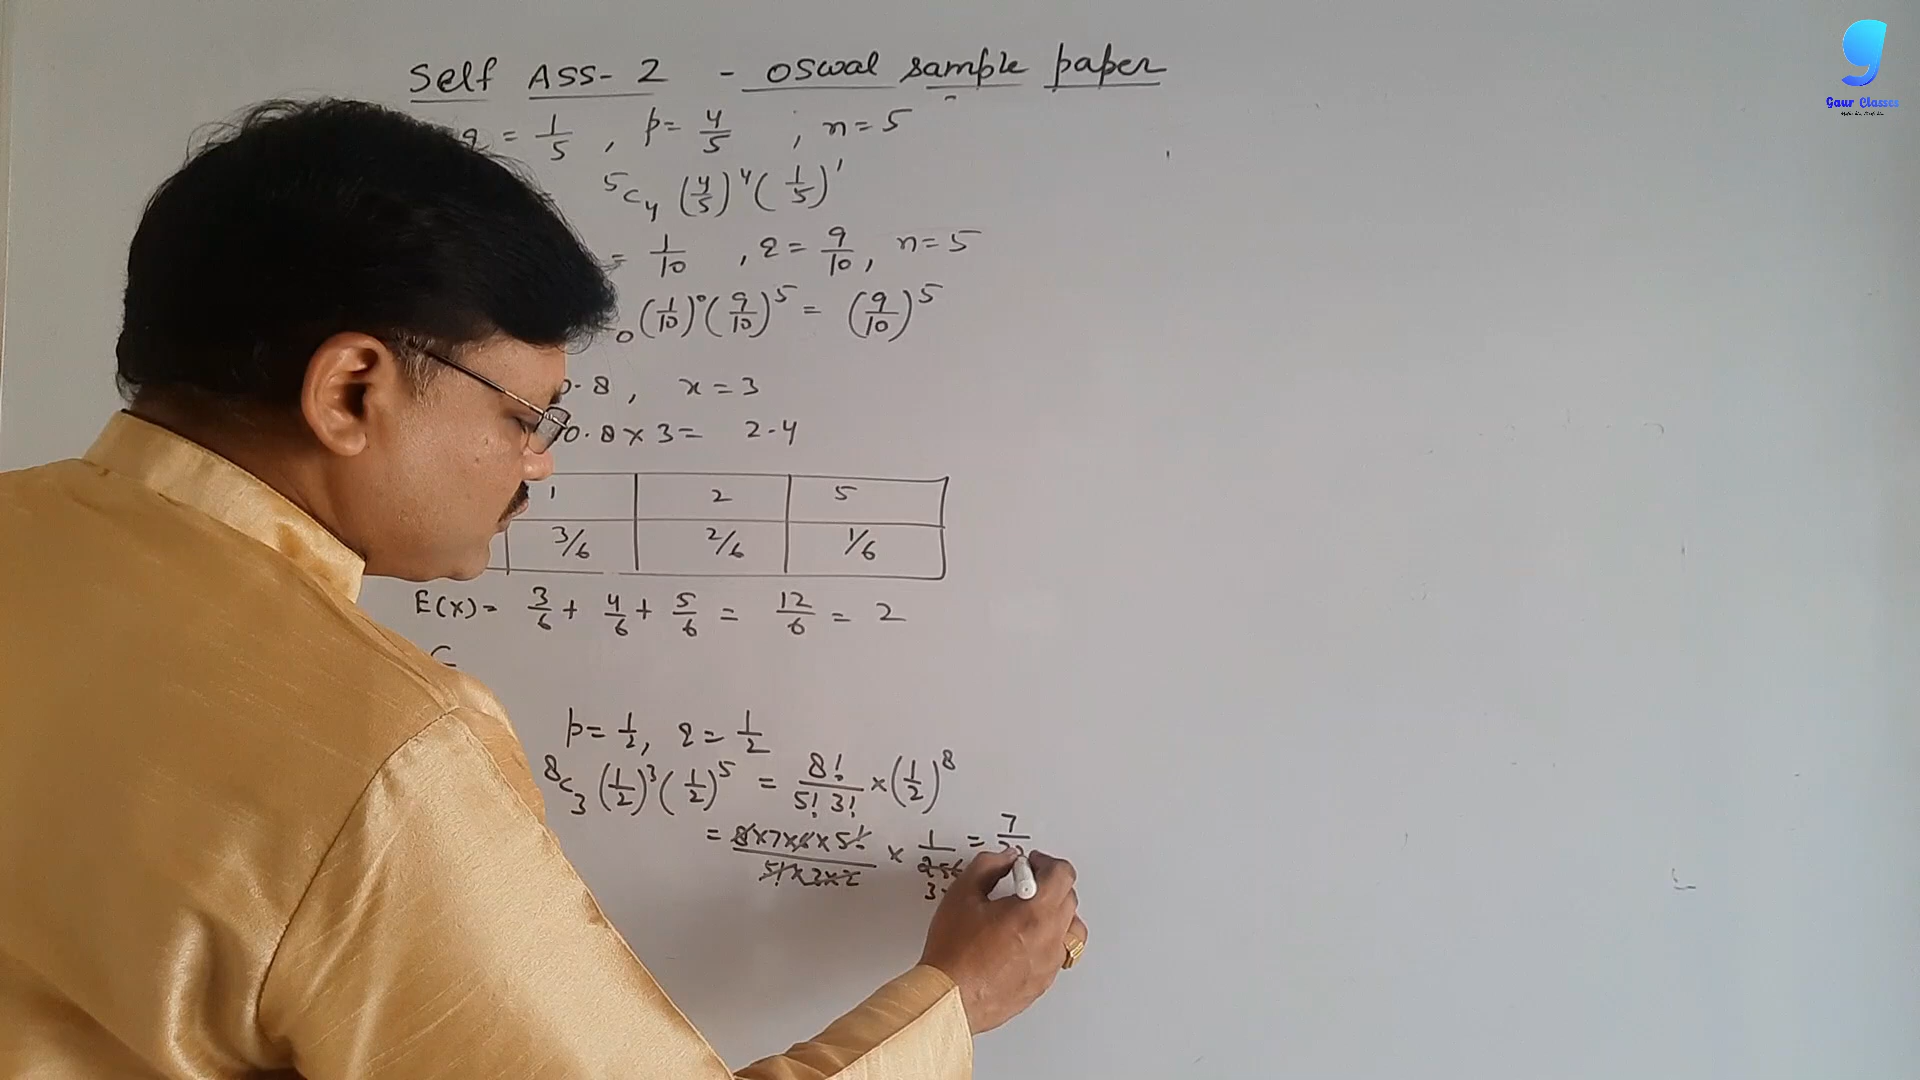 Self ASS- 2 - Oswal sample paper
q = 1/5 , p = 4/5 ; n = 5
⁵C₄ (4/5)⁴ (1/5)¹
= 1/10 , q = 9/10 , n = 5
₀ (1/10)⁰ (9/10)⁵ = (9/10)⁵
0.8 , x = 3
0.8 × 3 = 2.4
1 2 5
3/6 2/6 1/6
E(x) = 3/6 + 4/6 + 5/6 = 12/6 = 2
p = 1/2 , q = 1/2
⁸C₃ (1/2)³ (1/2)⁵ = 8!/5! 3! × (1/2)⁸
= 8×7×6×5!/5!×3×2 × 1/256 = 7/
g
Gaur Classes